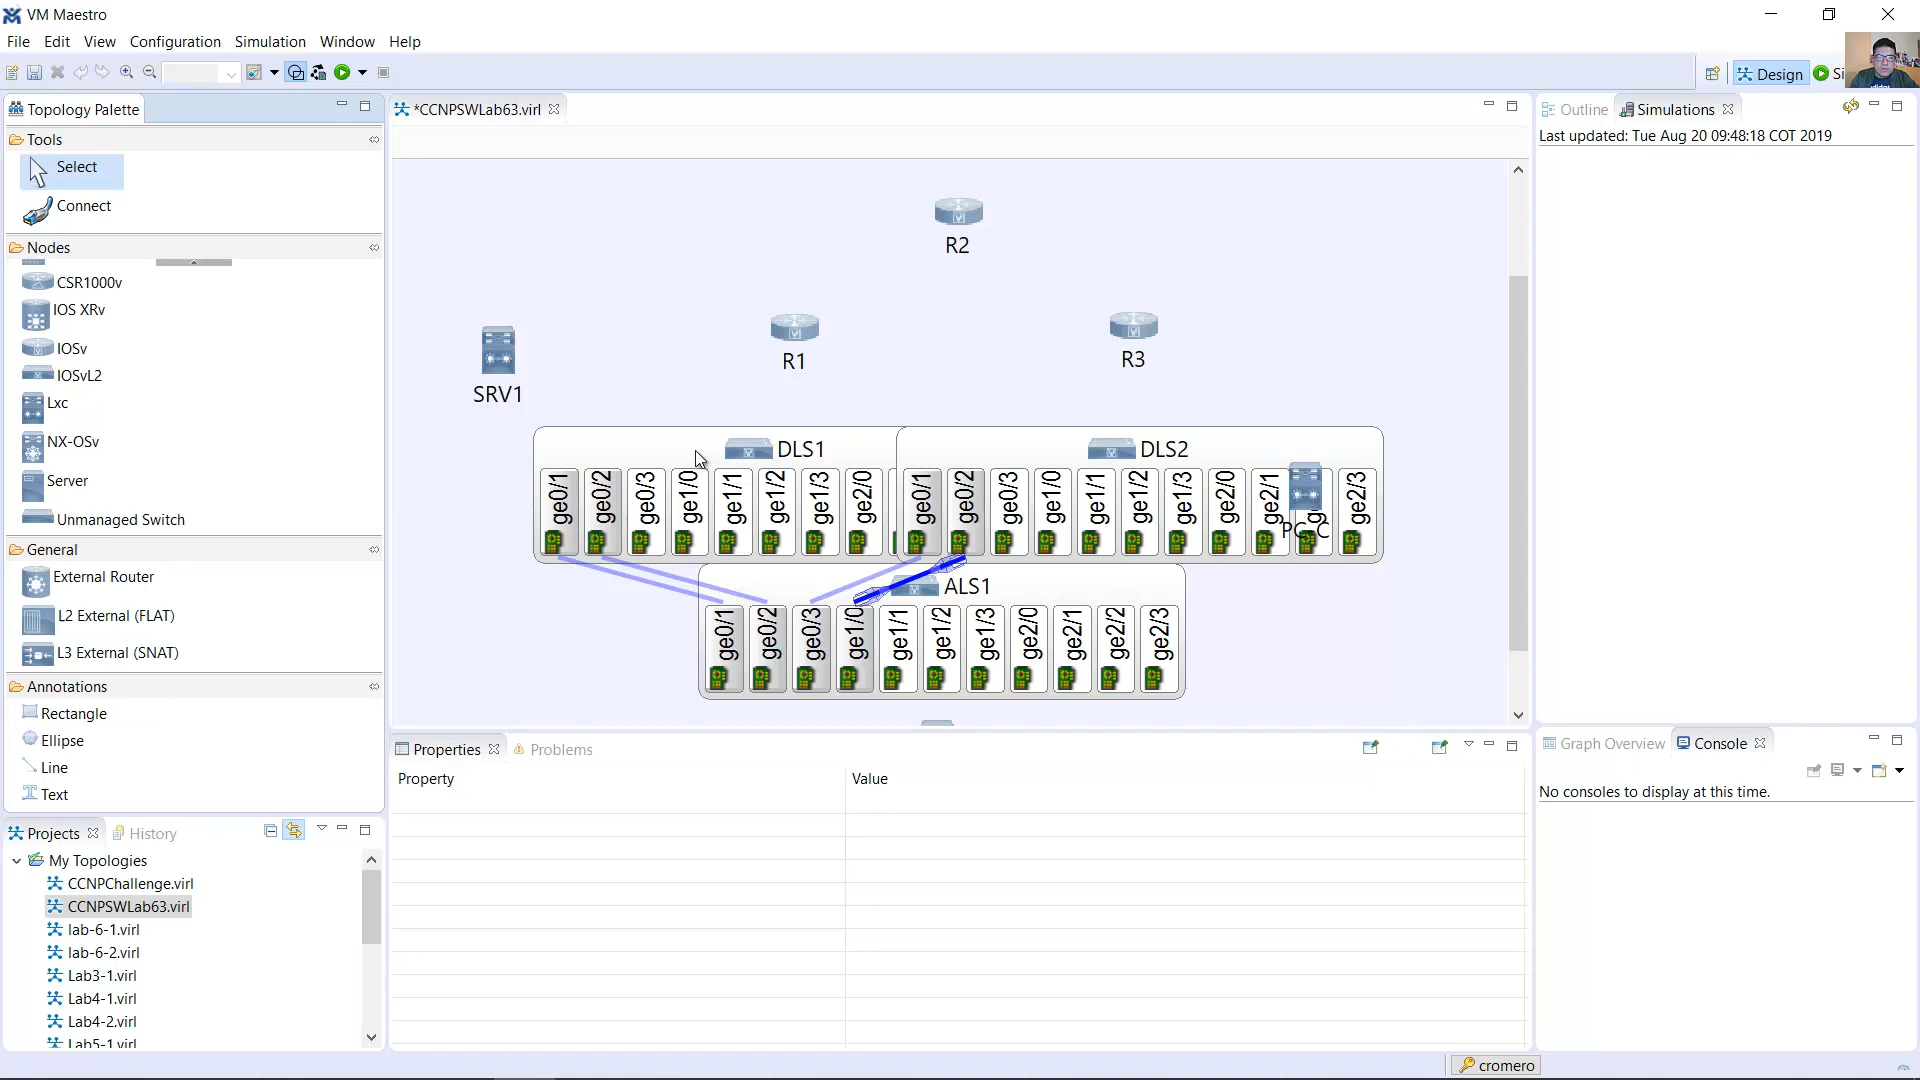 VM Maestro
File Edit View Configuration Simulation Window Help
Design
Si
Topology Palette
Tools
Select
Connect
Nodes
CSR1000v
IOS XRv
IOSv
IOSvL2
Lxc
NX-OSv
Server
Unmanaged Switch
General
External Router
L2 External (FLAT)
L3 External (SNAT)
Annotations
Rectangle
Ellipse
Line
Text
Projects
History
My Topologies
CCNPChallenge.virl
CCNPSWLab63.virl
lab-6-1.virl
lab-6-2.virl
Lab3-1.virl
Lab4-1.virl
Lab4-2.virl
Lab5-1.virl
*CCNPSWLab63.virl
R2
R1
R3
SRV1
DLS1
ge0/1 ge0/2 ge0/3 ge1/0 ge1/1 ge1/2 ge1/3 ge2/0
DLS2
ge0/1 ge0/2 ge0/3 ge1/0 ge1/1 ge1/2 ge1/3 ge2/0 ge2/1 ge2/3
ALS1
ge0/1 ge0/2 ge0/3 ge1/0 ge1/1 ge1/2 ge1/3 ge2/0 ge2/1 ge2/2 ge2/3
Properties
Problems
Property Value
Outline
Simulations
Last updated: Tue Aug 20 09:48:18 COT 2019
Graph Overview
Console
No consoles to display at this time.
cromero